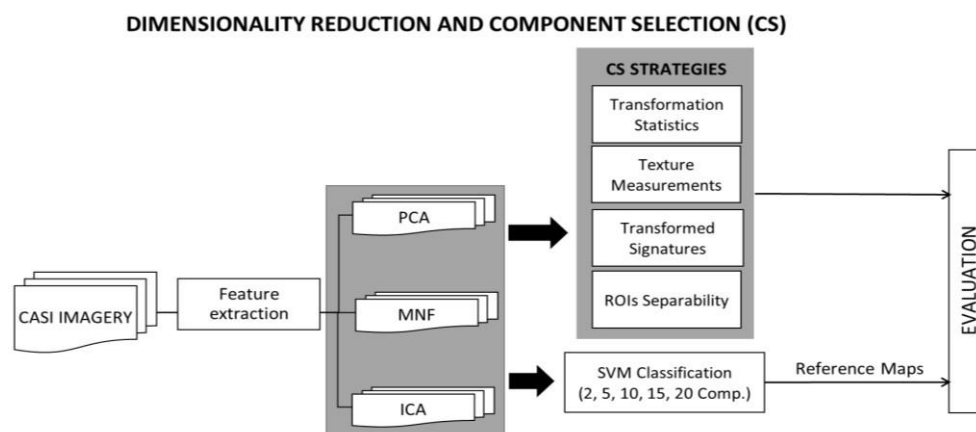 DIMENSIONALITY REDUCTION AND COMPONENT SELECTION (CS)
CASI IMAGERY
Feature
extraction
PCA
MNF
ICA
CS STRATEGIES
Transformation
Statistics
Texture
Measurements
Transformed
Signatures
ROIs Separability
SVM Classification
(2, 5, 10, 15, 20 Comp.)
Reference Maps
EVALUATION